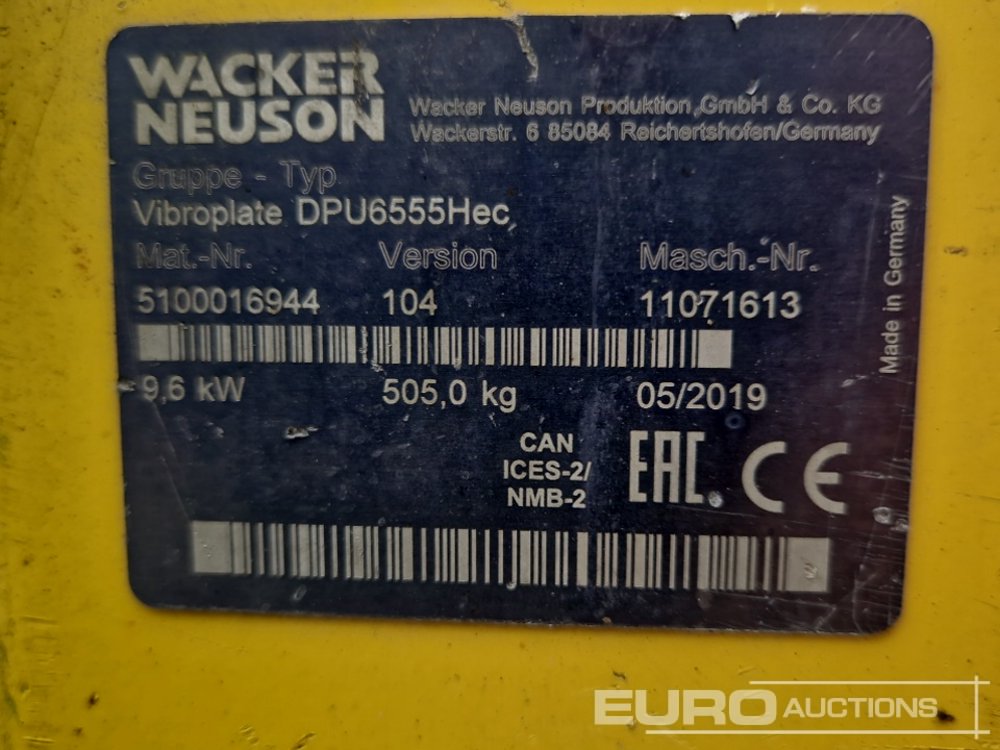 WACKER
NEUSON
Wacker Neuson Produktion GmbH & Co. KG
Wackerstr. 6 85084 Reichertshofen/Germany
Gruppe - Typ
Vibroplate DPU6555Hec
Mat.-Nr. Version Masch.-Nr.
5100016944 104 11071613
9,6 kW 505,0 kg 05/2019
CAN
ICES-2/
NMB-2
EAC CE
Made in Germany
EURO AUCTIONS